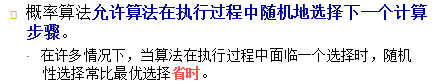 概率算法允许算法在执行过程中随机地选择下一个计算
步骤。
· 在许多情况下，当算法在执行过程中面临一个选择时，随机
性选择常比最优选择省时。